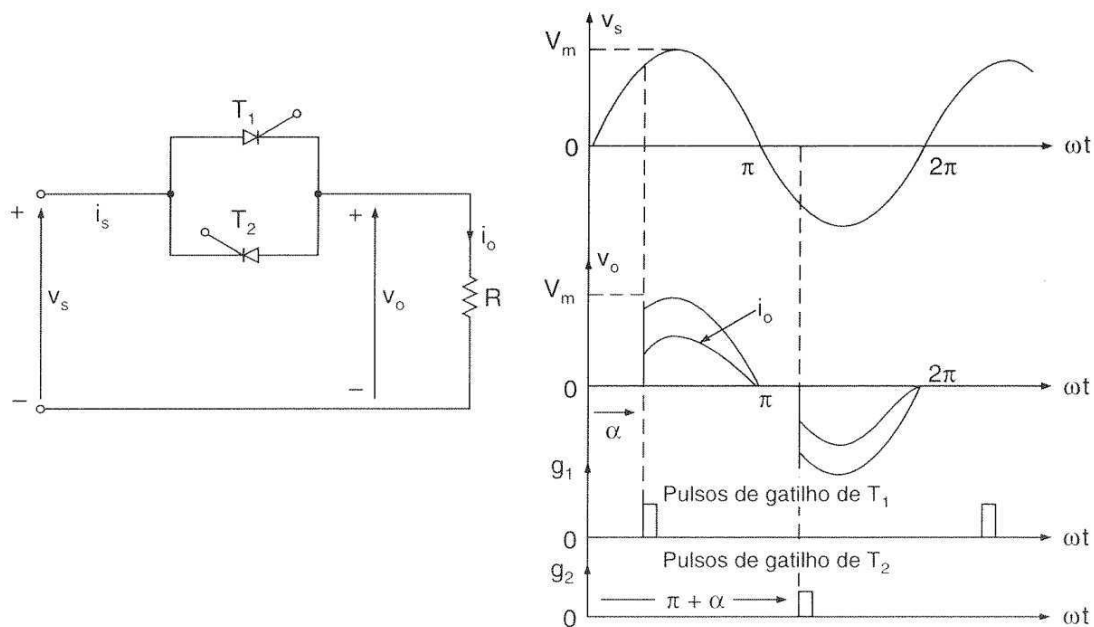 T₁
T₂
+
iₛ
+
iₒ
vₛ
vₒ
R
−
−
vₛ
Vₘ
0
π
2π
ωt
vₒ
Vₘ
iₒ
0
π
2π
ωt
α
g₁
Pulsos de gatilho de T₁
0
ωt
g₂
Pulsos de gatilho de T₂
π + α
0
ωt